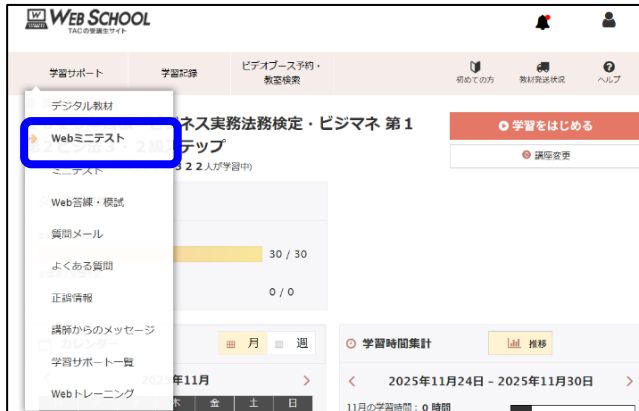 W WEB SCHOOL
TACの受講生サイト
学習サポート
学習記録
ビデオブース予約・
教室検索
初めての方
教材発送状況
ヘルプ
デジタル教材
Webミニテスト
ミニテスト
Web答練・模試
質問メール
よくある質問
正誤情報
講師からのメッセージ
学習サポート一覧
Webトレーニング
ネス実務法務検定・ビジマネ 第1
テップ
322人が学習中)
学習をはじめる
講座変更
30 / 30
0 / 0
カレンダー
月
週
2025年11月
木 金 土 日
学習時間集計
推移
2025年11月24日 - 2025年11月30日
11月の学習時間：0 時間